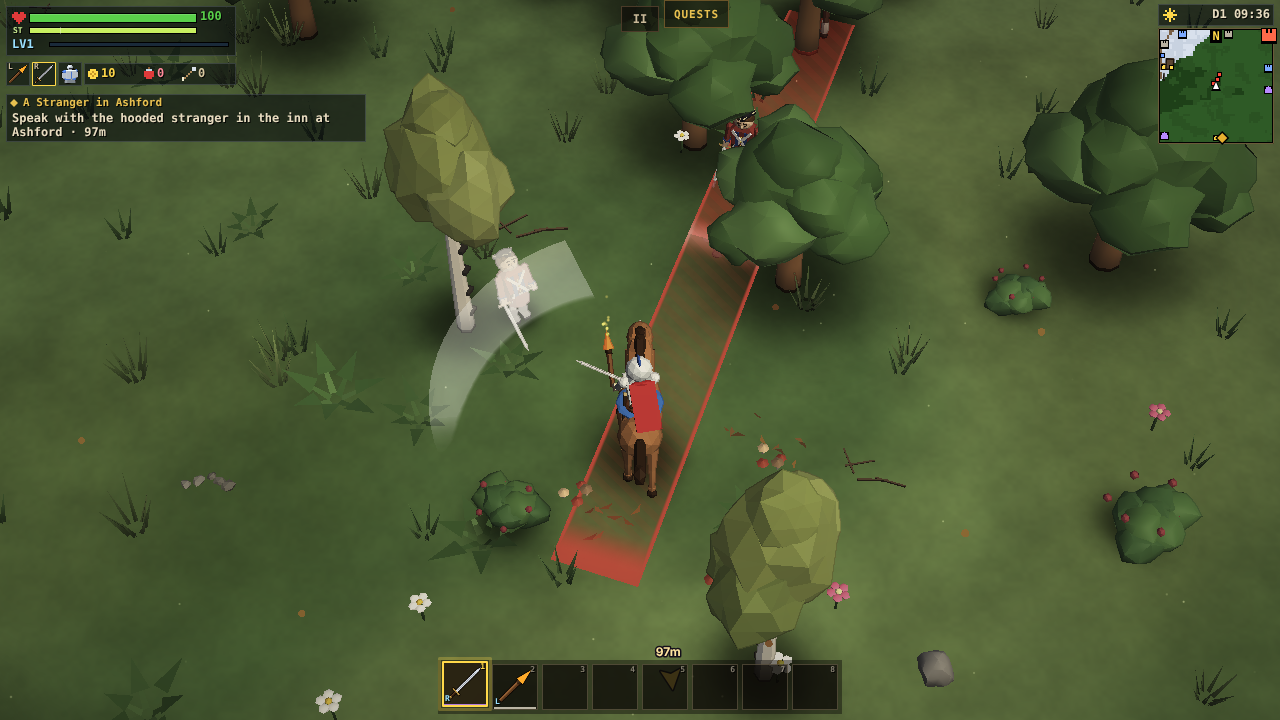 100
ST
LV1
II
QUESTS
D1 09:36
N
L
R
10
0
0
◆ A Stranger in Ashford
Speak with the hooded stranger in the inn at
Ashford · 97m
97m
1
2
3
4
5
6
7
8
R
L